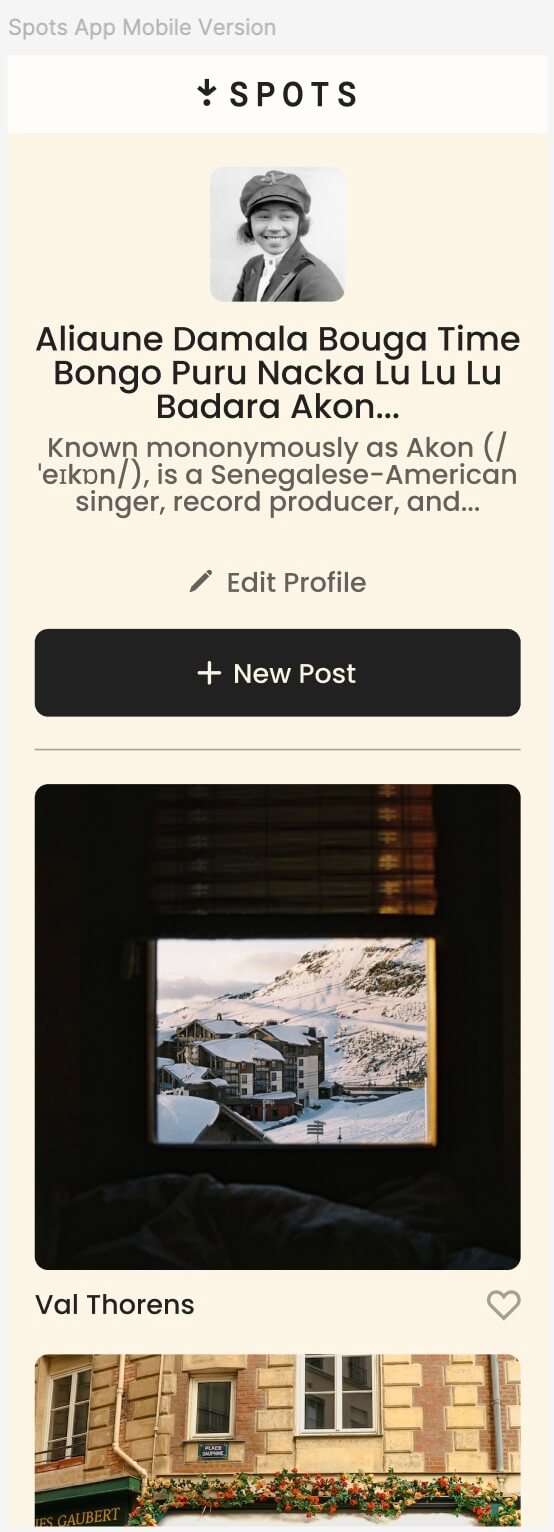 Spots App Mobile Version
SPOTS
Aliaune Damala Bouga Time
Bongo Puru Nacka Lu Lu Lu
Badara Akon...
Known mononymously as Akon (/
ˈeɪkɒn/), is a Senegalese-American
singer, record producer, and...
Edit Profile
+ New Post
Val Thorens
PLACE
DAUPHINE
GAUBERT